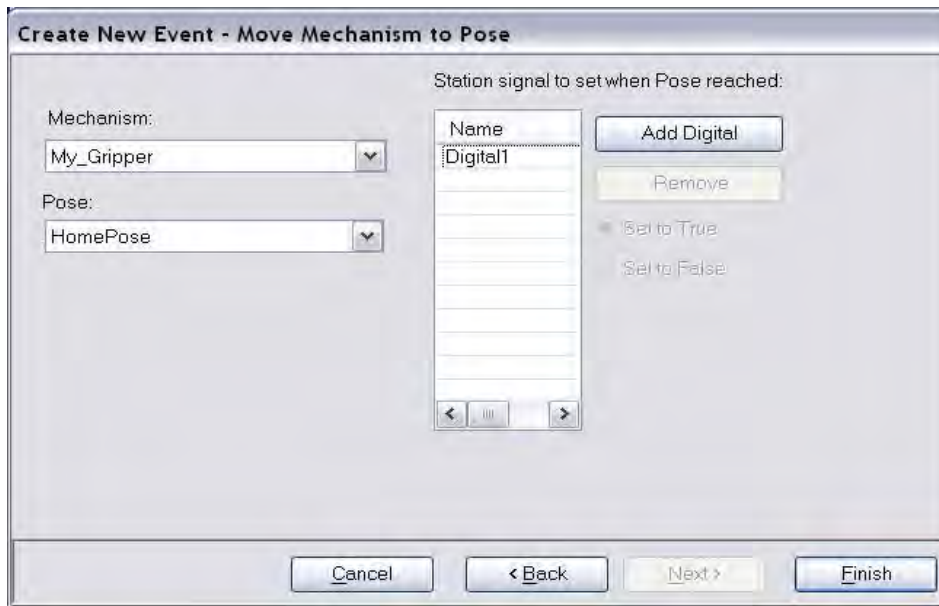 Create New Event - Move Mechanism to Pose
Station signal to set when Pose reached:
Mechanism:
My_Gripper
Pose:
HomePose
Name
Digital1
Add Digital
Remove
Set to True
Set to False
Cancel
< Back
Next >
Finish